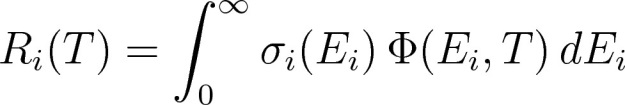 R_i(T) = \int_0^\infty \sigma_i(E_i) \, \Phi(E_i, T) \, dE_i